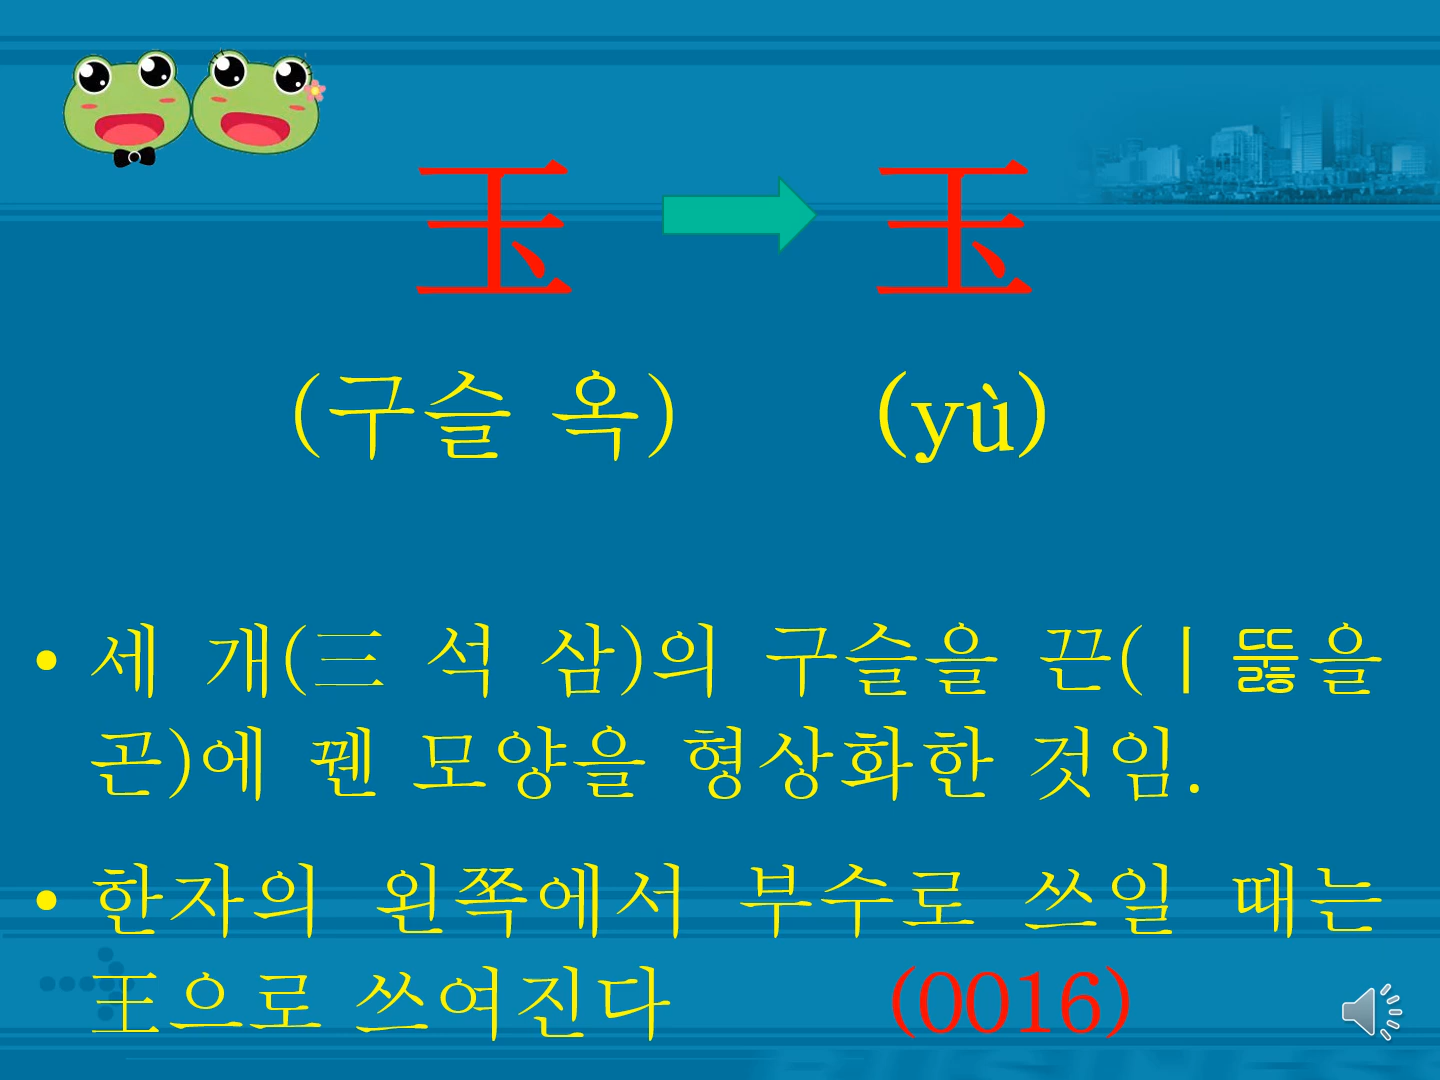 玉 玉
(구슬 옥) (yù)
• 세 개(三 석 삼)의 구슬을 끈(ㅣ뚫을
곤)에 꿴 모양을 형상화한 것임.
• 한자의 왼쪽에서 부수로 쓰일 때는
王으로 쓰여진다 (0016)